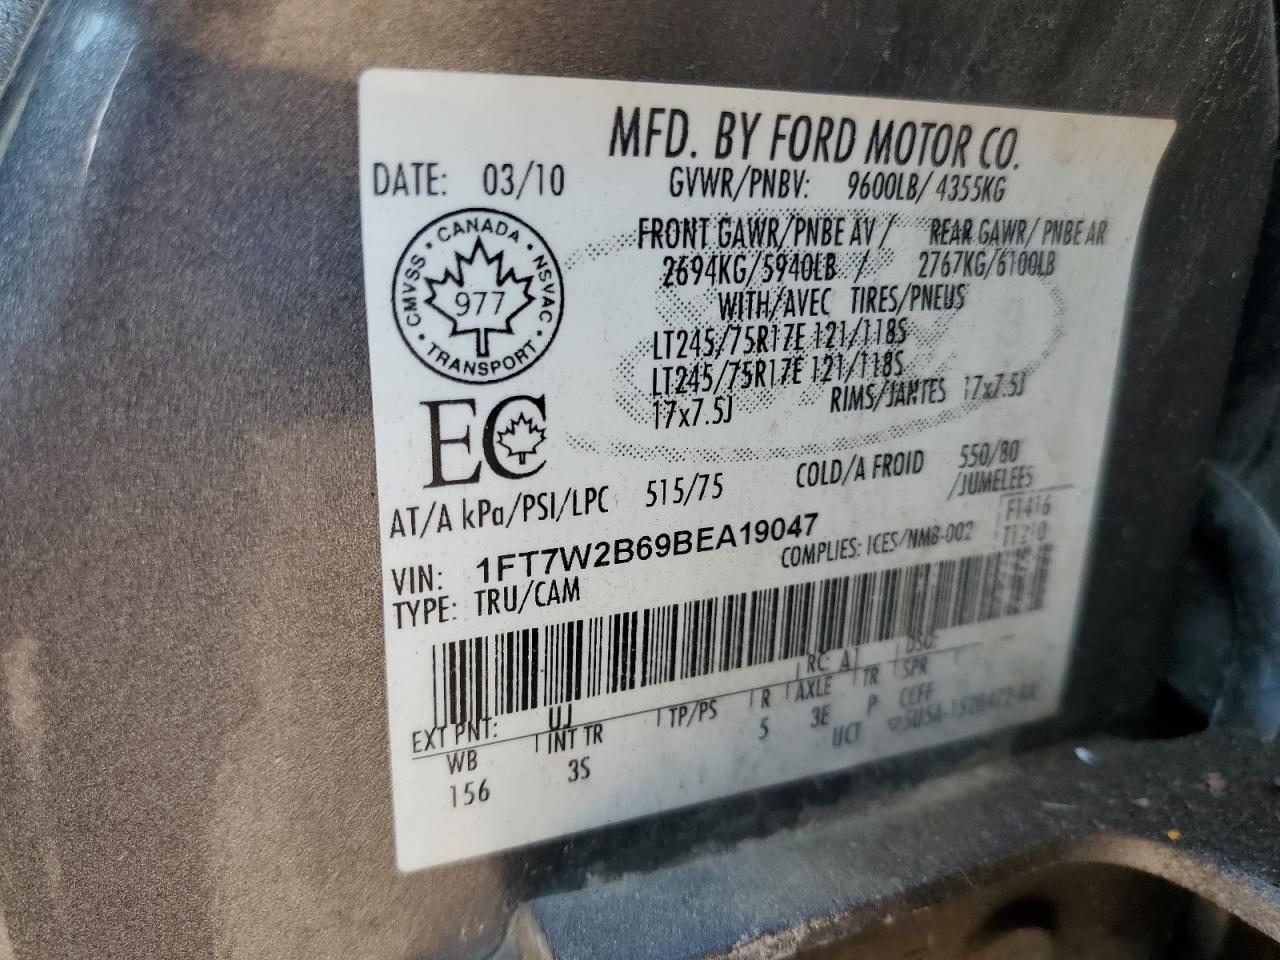 MFD. BY FORD MOTOR CO.
DATE: 03/10 GVWR/PNBV: 9600LB/ 4355KG
CMVSS • CANADA • NSVAC • TRANSPORT •
977
FRONT GAWR/PNBE AV / REAR GAWR/ PNBE AR
2694KG/5940LB / 2767KG/6100LB
WITH/AVEC TIRES/PNEUS
LT245/75R17E 121/118S
LT245/75R17E 121/118S
17x7.5J RIMS/JANTES 17x7.5J
EC
AT/A kPa/PSI/LPC 515/75 COLD/A FROID 550/80
/JUMELEES
VIN: 1FT7W2B69BEA19047 F1416
TYPE: TRU/CAM COMPLIES: ICES/NMB-002 T1210
EXT PNT: UJ RC: A1 DSO:
WB INT TR TP/PS R AXLE TR SPR
156 3S 5 3E P CCFF
UCT